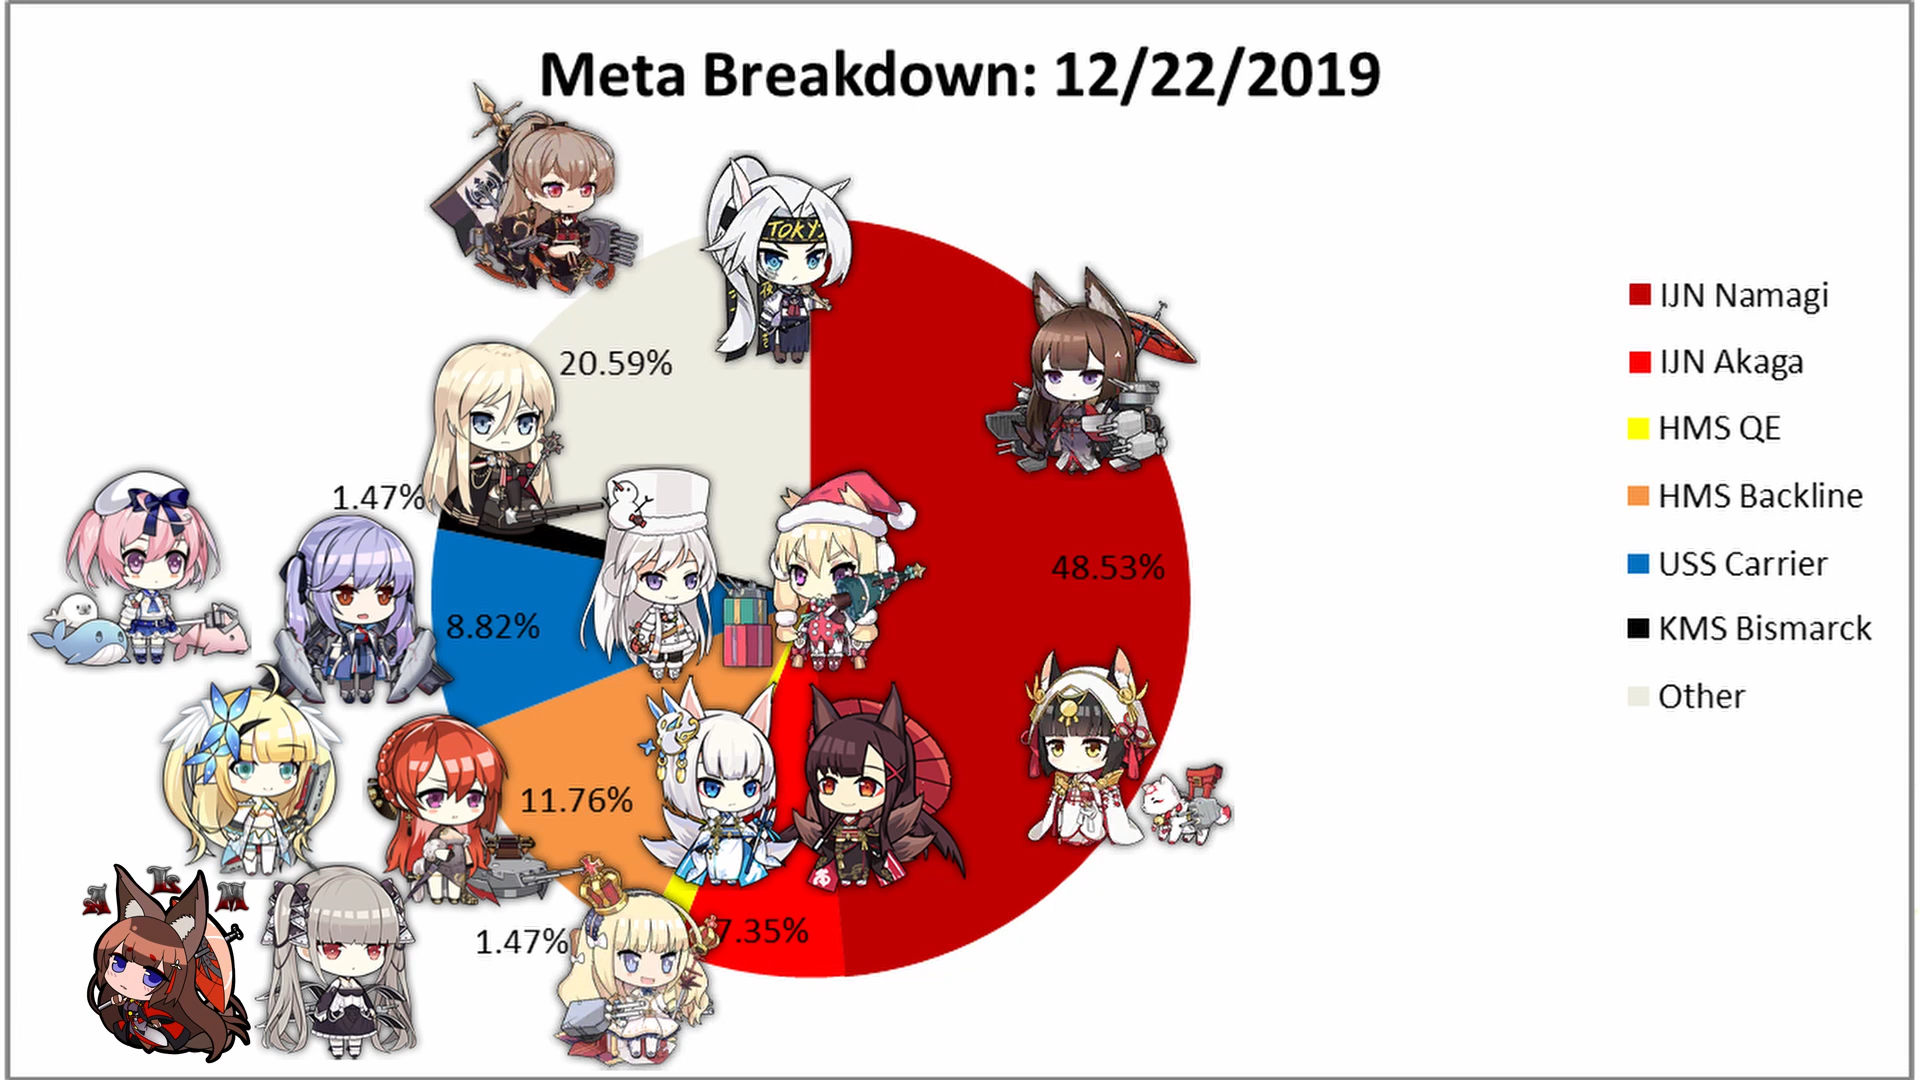 Meta Breakdown: 12/22/2019
TOKY
20.59%
1.47%
48.53%
8.82%
11.76%
1.47%
7.35%
IJN Namagi
IJN Akaga
HMS QE
HMS Backline
USS Carrier
KMS Bismarck
Other